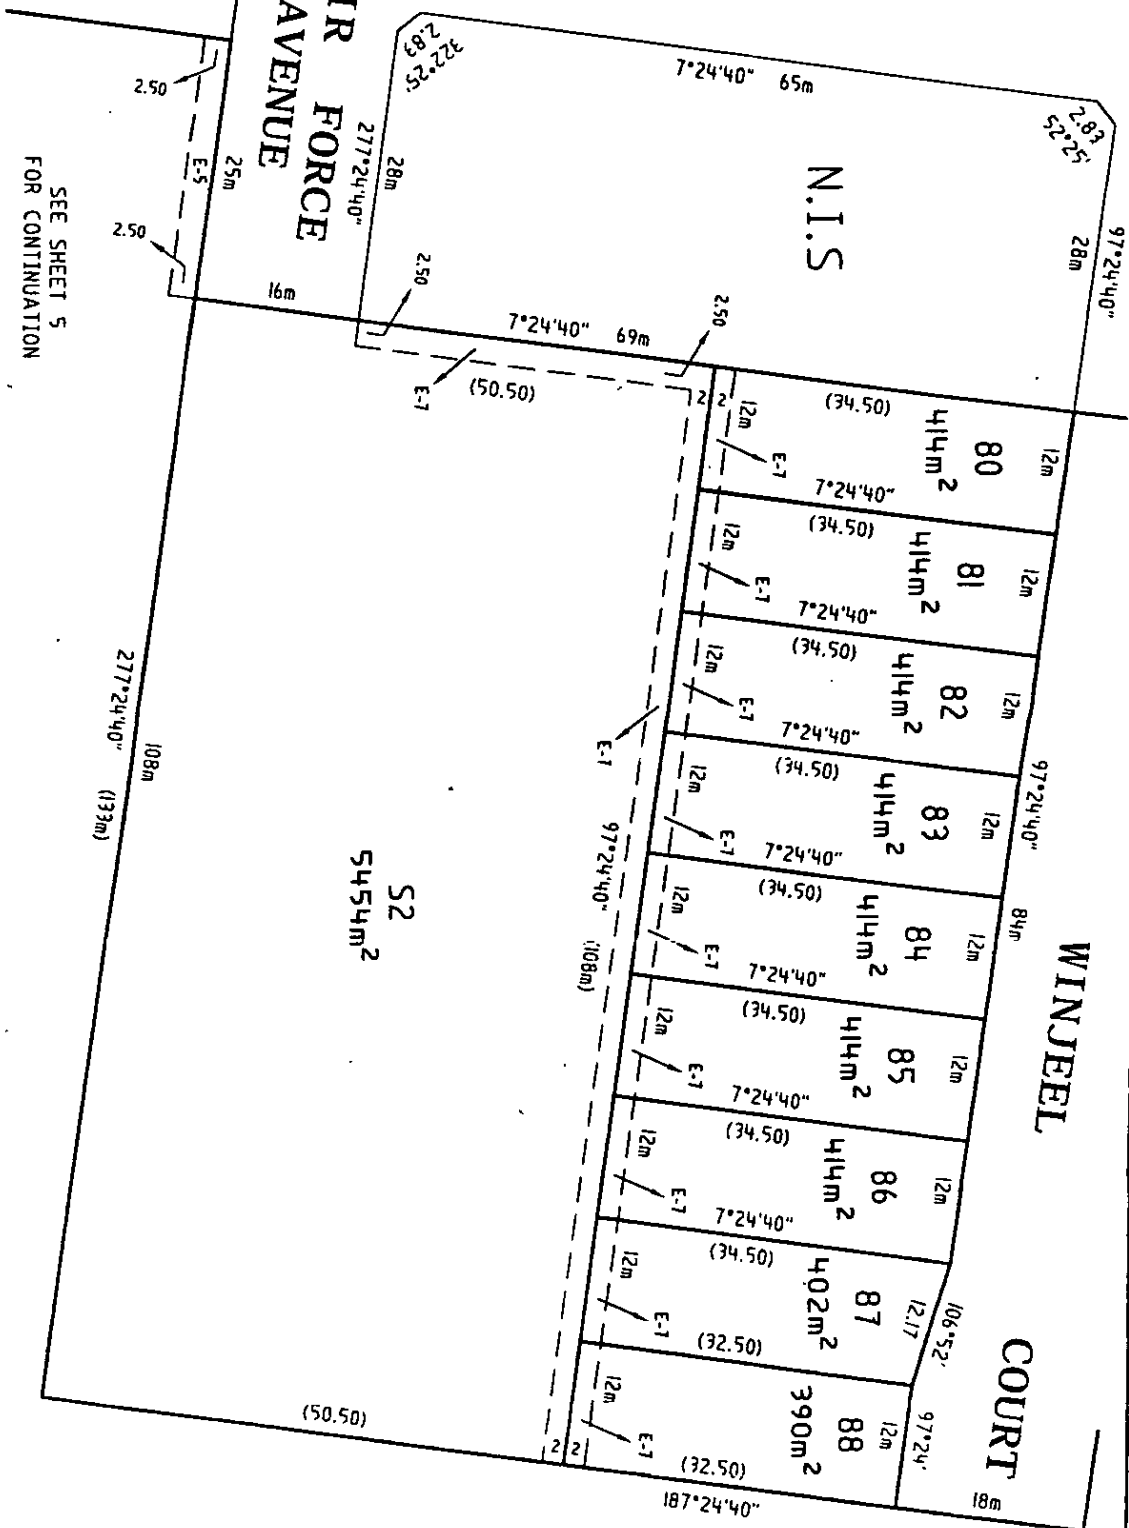 7°24'40" 65m
2.83
52°25'
97°24'40"
28m
N.I.S
322°25'
2.83
277°24'40"
28m
IR FORCE
AVENUE
2.50
25m
E-5
2.50
16m
SEE SHEET 5
FOR CONTINUATION
2.50
7°24'40" 69m
2.50
E-7
(50.50)
2
2
12m
(34.50)
80
414m²
12m
E-7
7°24'40"
12m
(34.50)
81
414m²
12m
E-7
7°24'40"
12m
(34.50)
82
414m²
12m
E-7
7°24'40"
12m
(34.50)
83
414m²
12m
E-7
7°24'40"
97°24'40"
84m
12m
(34.50)
84
414m²
12m
E-7
7°24'40"
12m
(34.50)
85
414m²
12m
E-7
7°24'40"
12m
(34.50)
86
414m²
12m
E-7
7°24'40"
12m
(34.50)
87
402m²
12.17
106°52'
E-7
(32.50)
12m
88
390m²
12m
97°24'
E-7
(32.50)
2
2
187°24'40"
18m
WINJEEL
COURT
E-7
97°24'40" (108m)
S2
5454m²
277°24'40" 108m (133m)
(50.50)